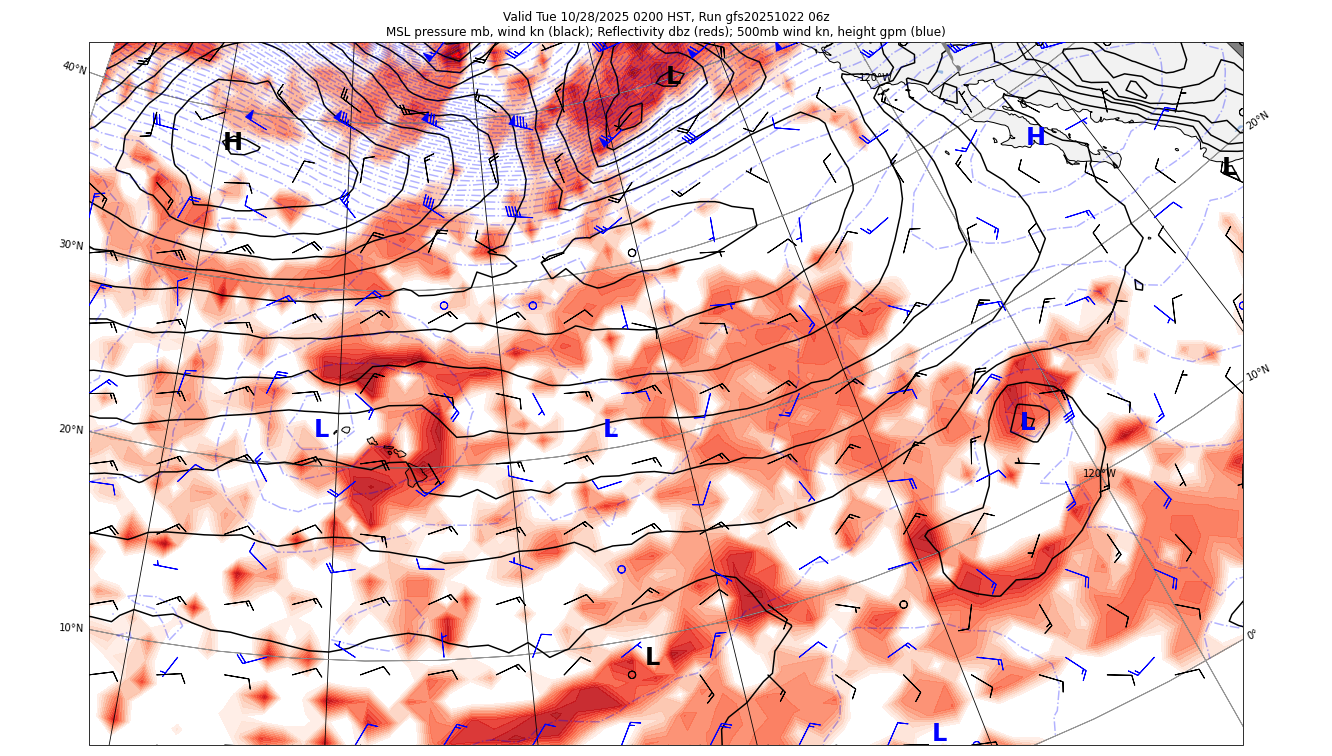 Valid Tue 10/28/2025 0200 HST, Run gfs20251022 06z
MSL pressure mb, wind kn (black); Reflectivity dbz (reds); 500mb wind kn, height gpm (blue)
40°N
L
120°W
20°N
H
H
L
30°N
10°N
L
L
L
20°N
120°W
10°N
0°
L
L